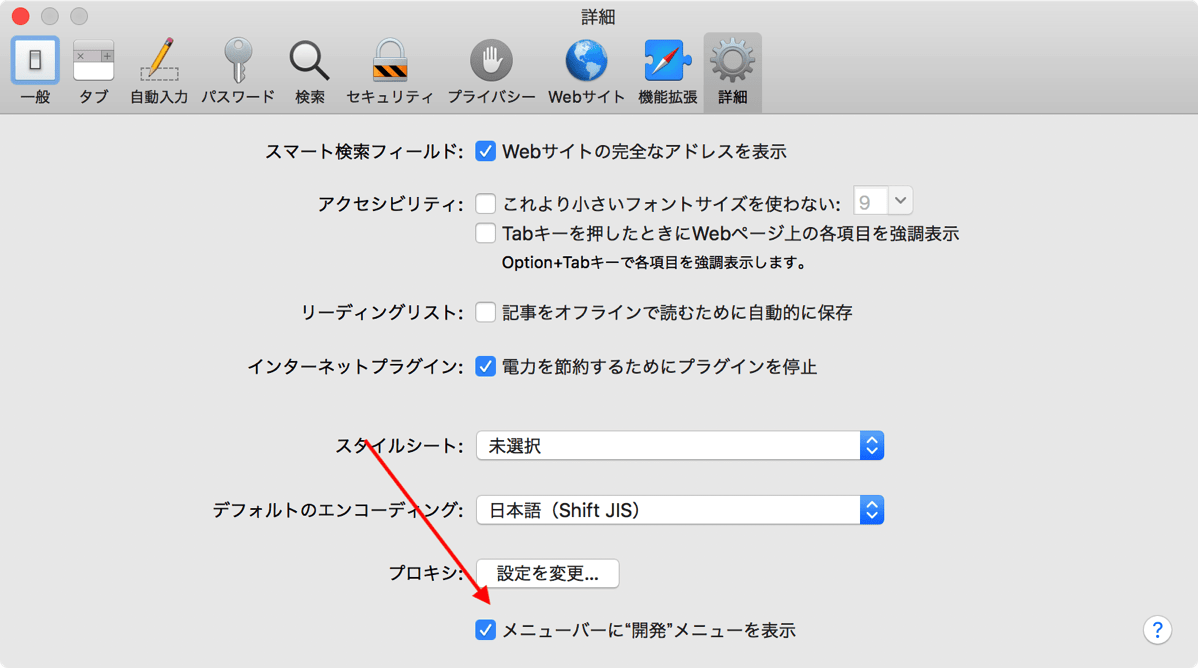 詳細
一般 タブ 自動入力 パスワード 検索 セキュリティ プライバシー Webサイト 機能拡張 詳細
スマート検索フィールド: Webサイトの完全なアドレスを表示
アクセシビリティ: これより小さいフォントサイズを使わない: 9
Tabキーを押したときにWebページ上の各項目を強調表示
Option+Tabキーで各項目を強調表示します。
リーディングリスト: 記事をオフラインで読むために自動的に保存
インターネットプラグイン: 電力を節約するためにプラグインを停止
スタイルシート: 未選択
デフォルトのエンコーディング: 日本語（Shift JIS）
プロキシ: 設定を変更...
メニューバーに“開発”メニューを表示
?